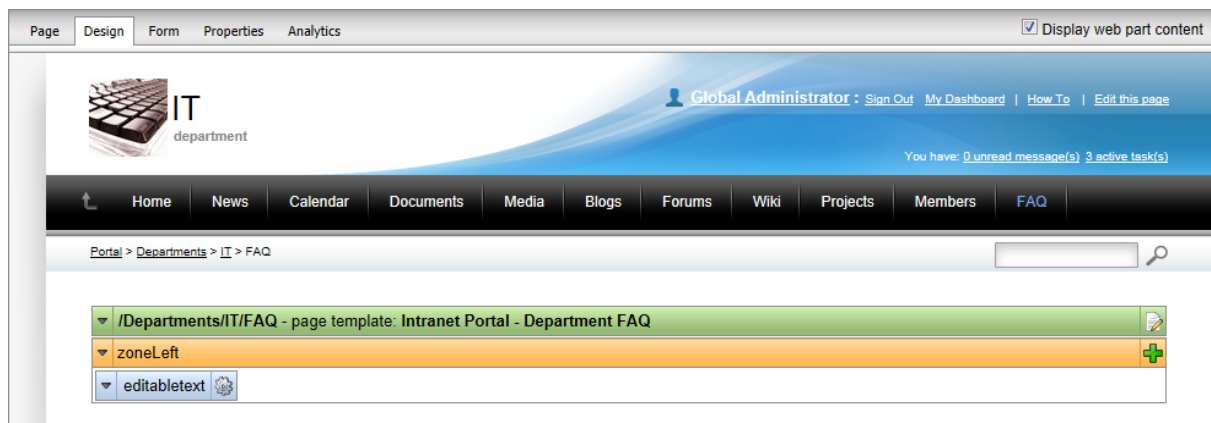 Page Design Form Properties Analytics Display web part content
IT
department
Global Administrator : Sign Out My Dashboard | How To | Edit this page
You have: 0 unread message(s) 3 active task(s)
Home News Calendar Documents Media Blogs Forums Wiki Projects Members FAQ
Portal > Departments > IT > FAQ
/Departments/IT/FAQ - page template: Intranet Portal - Department FAQ
zoneLeft
editabletext